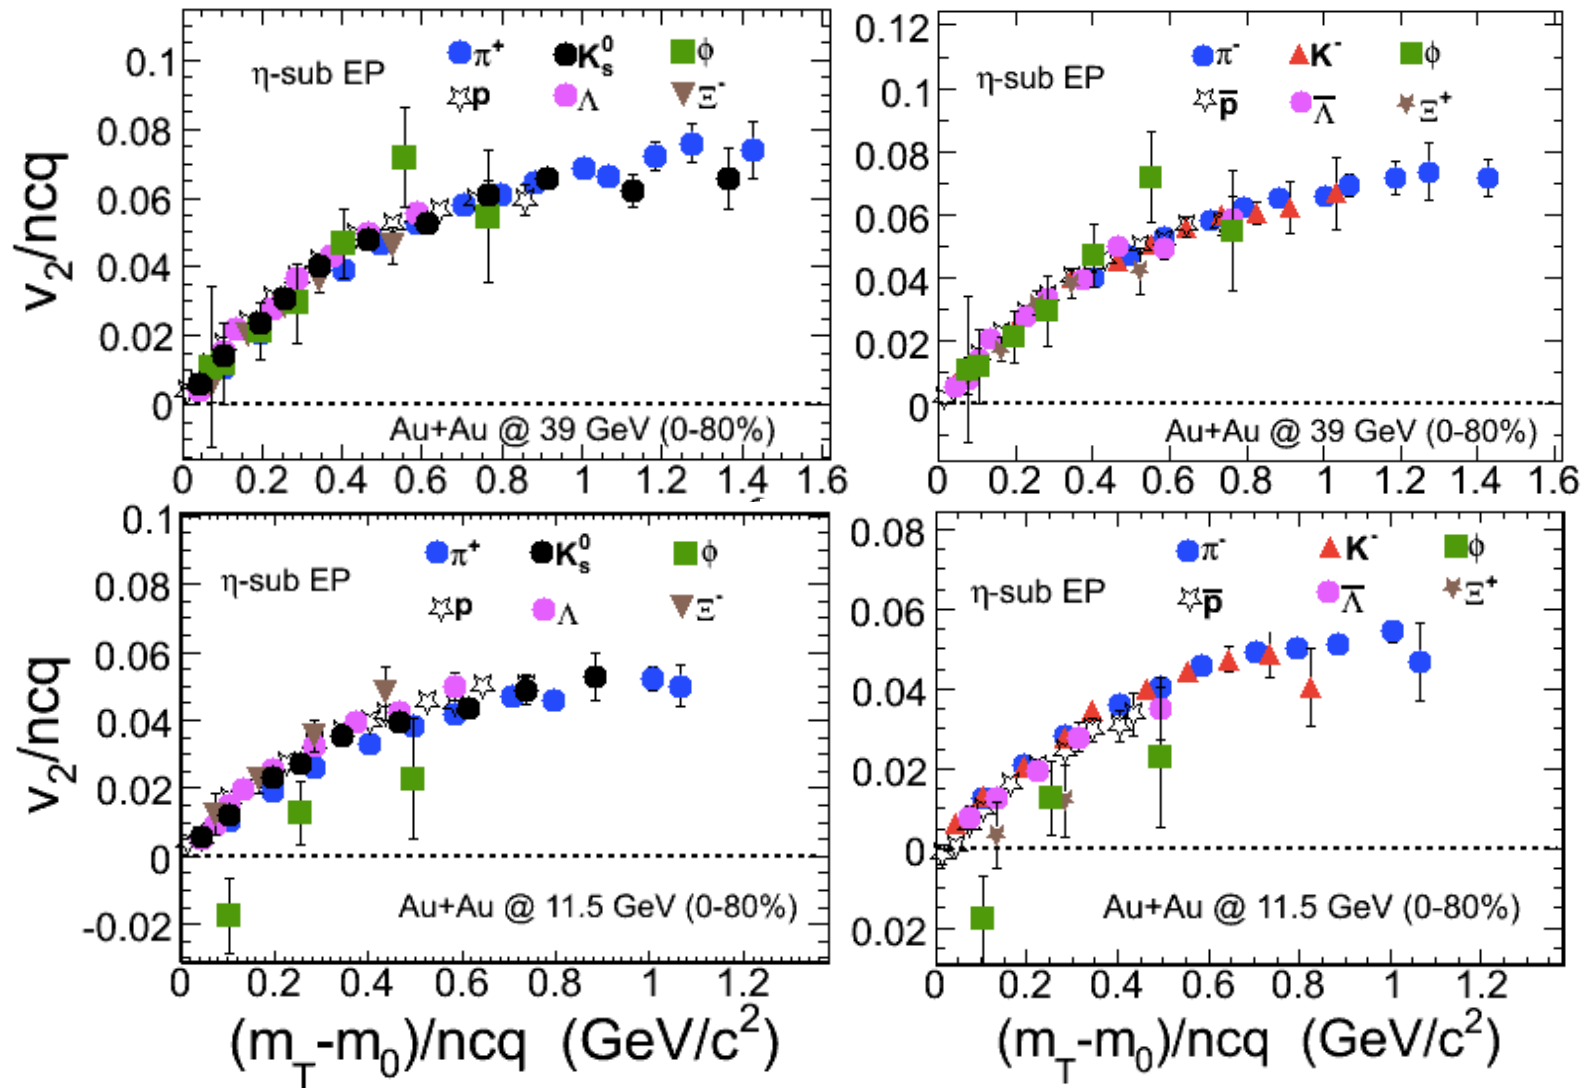 v2/ncq
0.1
0.08
0.06
0.04
0.02
0
η-sub EP
π+ K0s ϕ
p Λ Ξ-
Au+Au @ 39 GeV (0-80%)
0 0.2 0.4 0.6 0.8 1 1.2 1.4 1.6
0.12
0.1
0.08
0.06
0.04
0.02
0
η-sub EP
π- K- ϕ
p̅ Λ̅ Ξ+
Au+Au @ 39 GeV (0-80%)
0 0.2 0.4 0.6 0.8 1 1.2 1.4 1.6
v2/ncq
0.1
0.08
0.06
0.04
0.02
0
-0.02
η-sub EP
π+ K0s ϕ
p Λ Ξ-
Au+Au @ 11.5 GeV (0-80%)
0 0.2 0.4 0.6 0.8 1 1.2
(mT-m0)/ncq (GeV/c2)
0.08
0.06
0.04
0.02
0
0.02
η-sub EP
π- K- ϕ
p̅ Λ̅ Ξ+
Au+Au @ 11.5 GeV (0-80%)
0 0.2 0.4 0.6 0.8 1 1.2
(mT-m0)/ncq (GeV/c2)